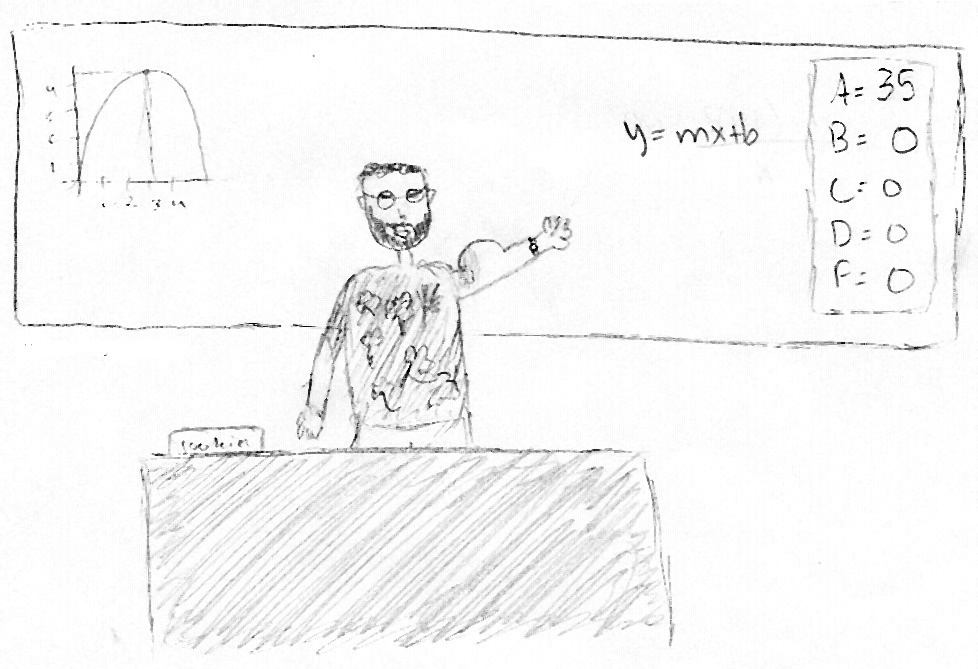 y = mx+b
A = 35
B = 0
C = 0
D = 0
F = 0